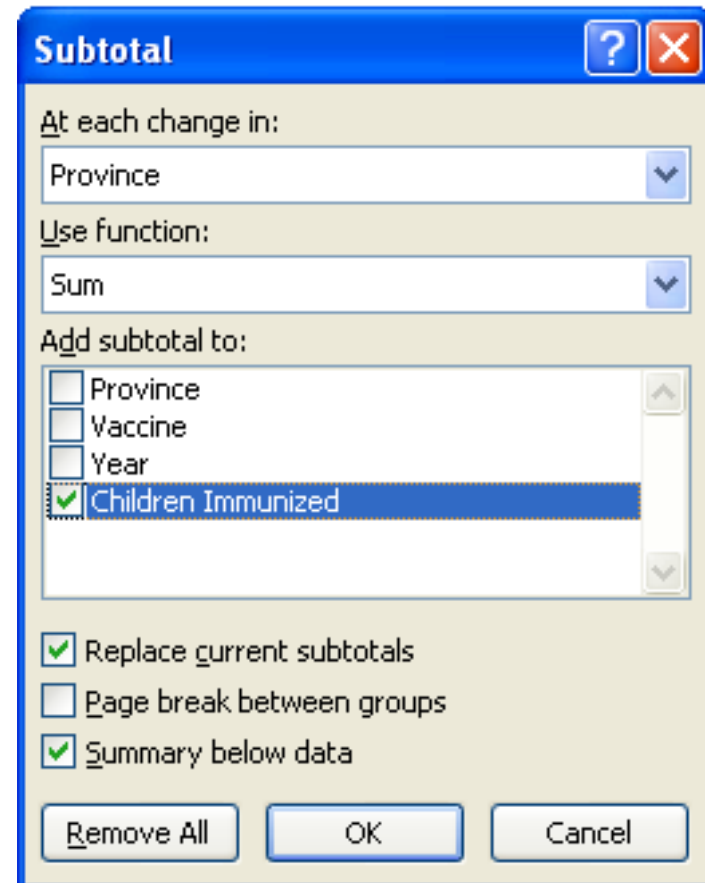 Subtotal
?
At each change in:
Province
Use function:
Sum
Add subtotal to:
Province
Vaccine
Year
Children Immunized
Replace current subtotals
Page break between groups
Summary below data
Remove All OK Cancel